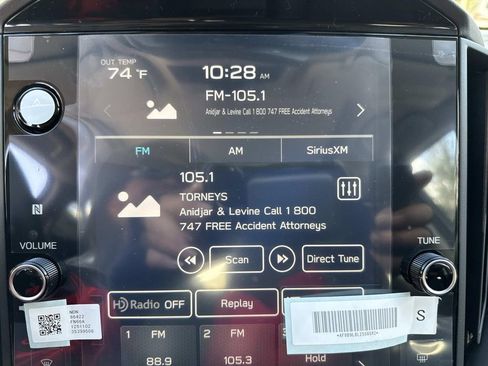 OUT TEMP
74 °F
10:28 AM
FM-105.1
Anidjar & Levine Call 1 800 747 FREE Accident Attorneys
FM AM SiriusXM
105.1
TORNEYS
Anidjar & Levine Call 1 800
747 FREE Accident Attorneys
VOLUME
TUNE
Scan
Direct Tune
HD Radio OFF
Replay
S
1 FM
2 FM
3
88.9
105.3
Hold